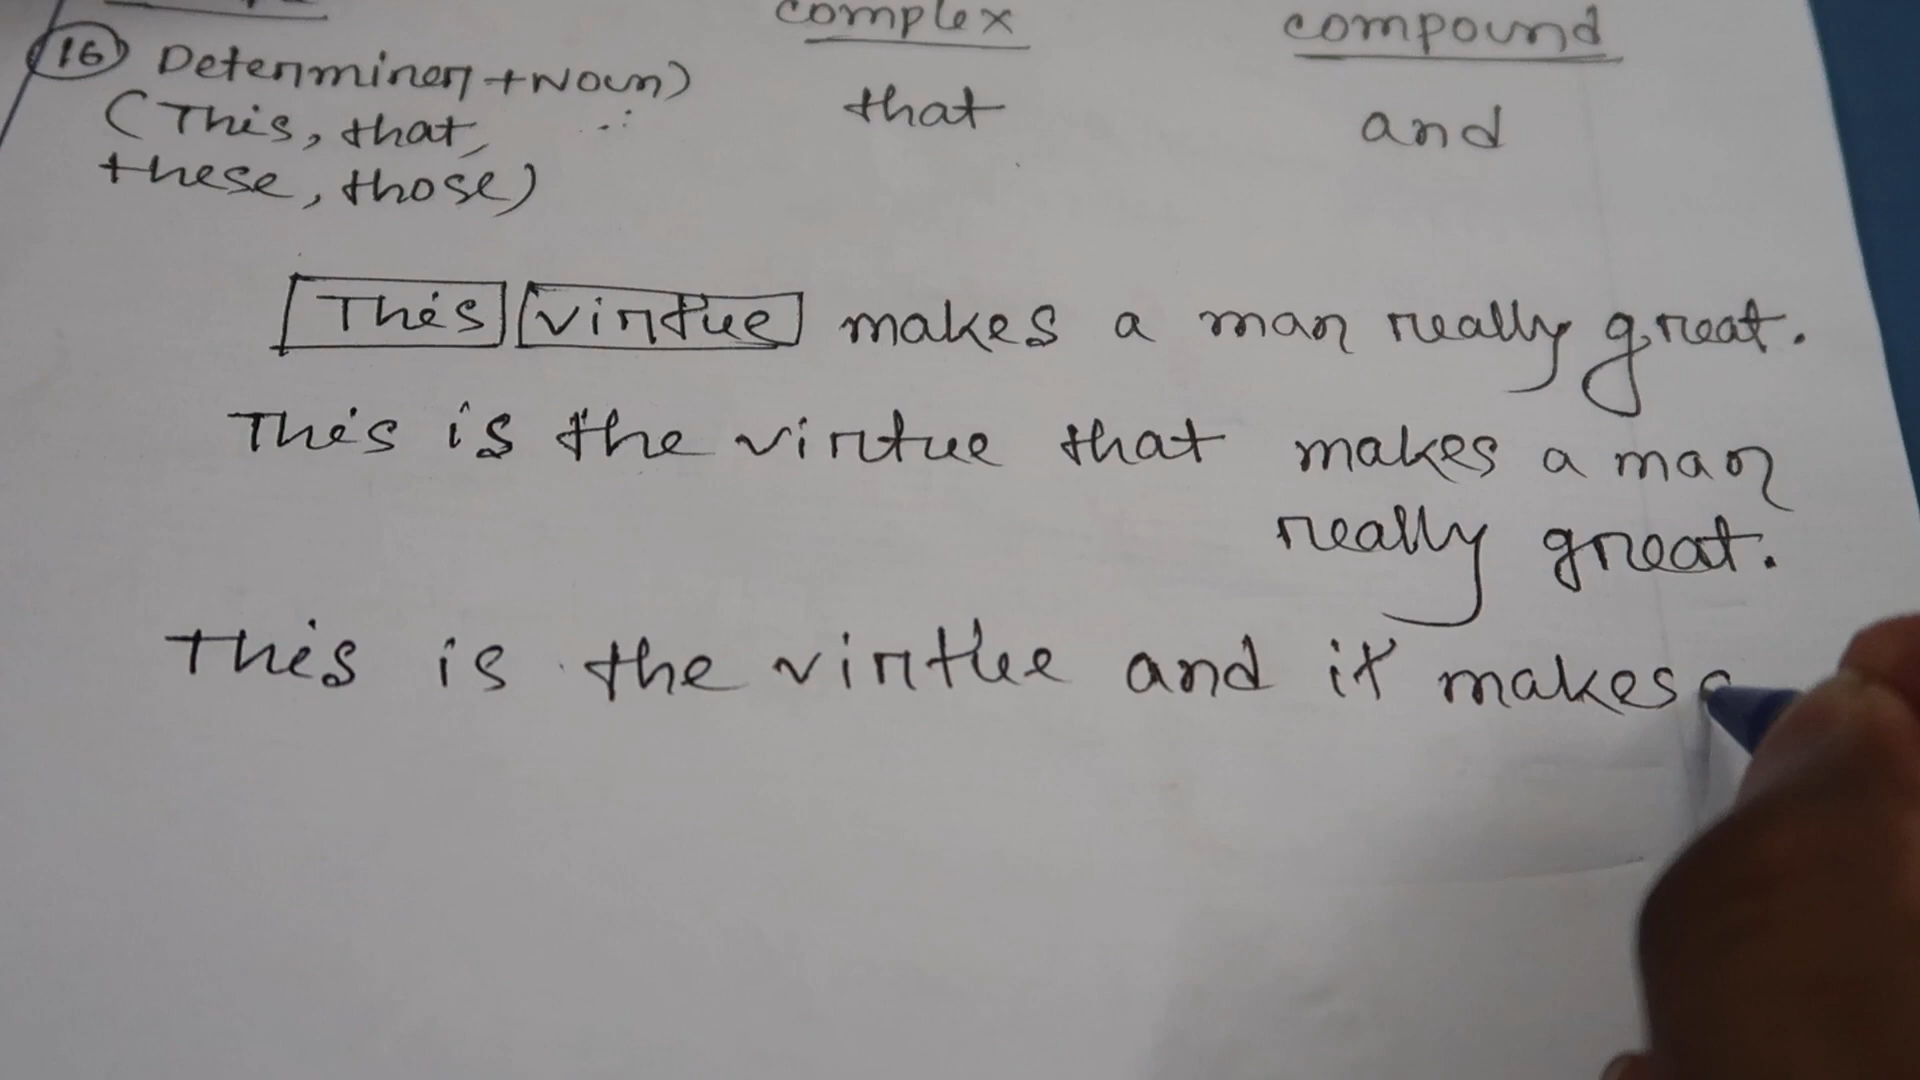 complex
compound
16 Determiner + Noun)
that
and
(This, that,
these, those)
This virtue makes a man really great.
This is the virtue that makes a man
really great.
This is the virtue and it makes a